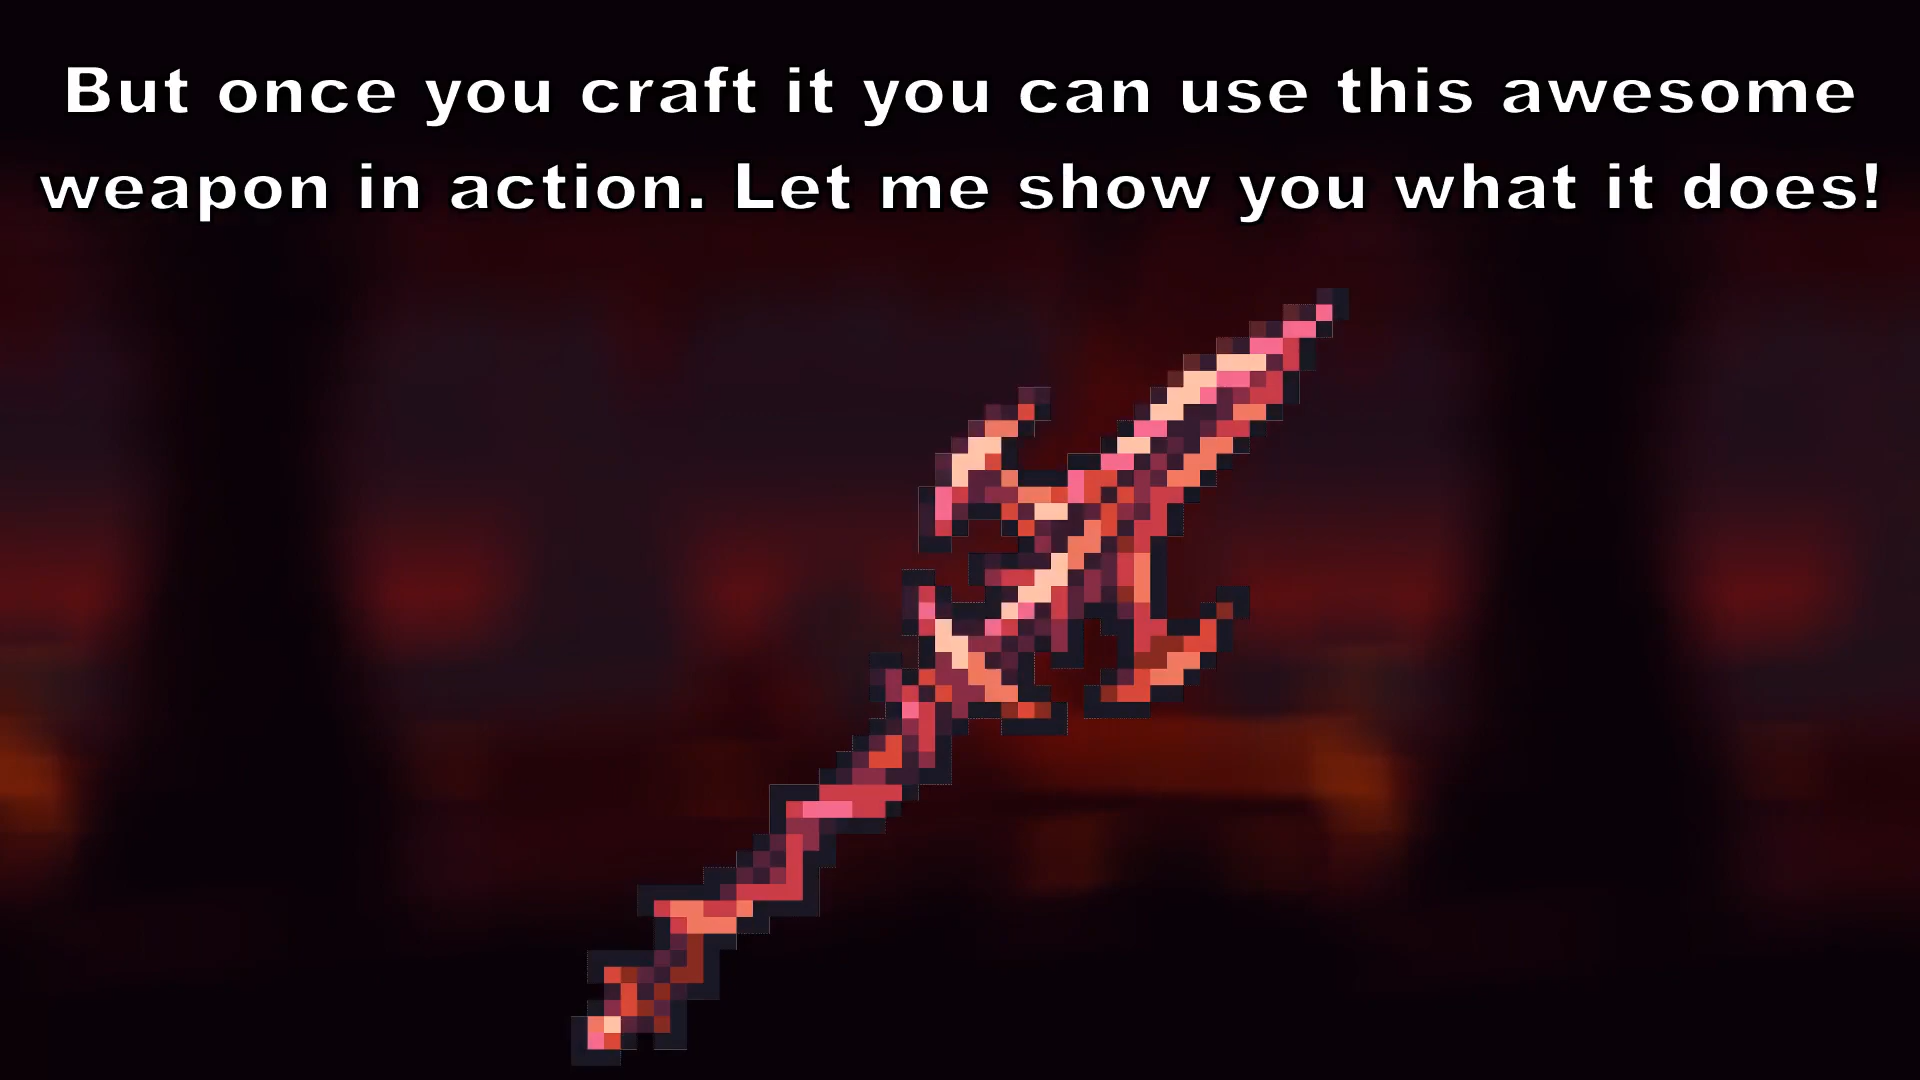 But once you craft it you can use this awesome
weapon in action. Let me show you what it does!